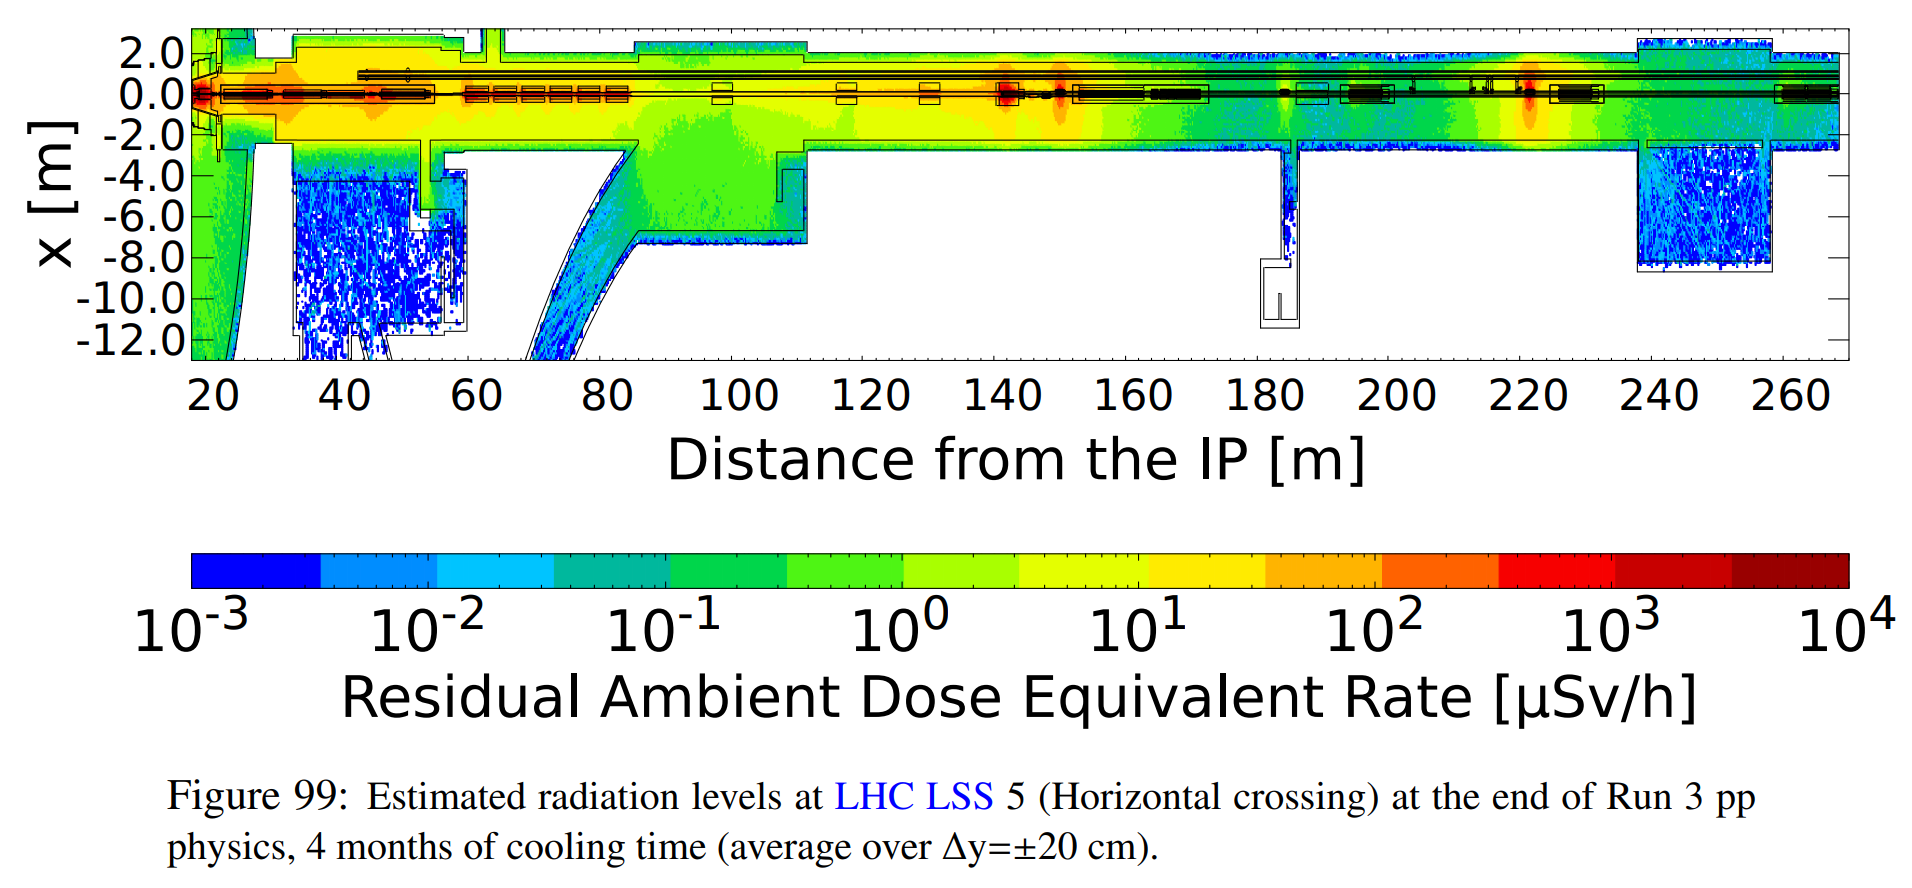 2.0
0.0
-2.0
-4.0
-6.0
-8.0
-10.0
-12.0
x [m]
20 40 60 80 100 120 140 160 180 200 220 240 260
Distance from the IP [m]
10-3 10-2 10-1 100 101 102 103 104
Residual Ambient Dose Equivalent Rate [μSv/h]
Figure 99: Estimated radiation levels at LHC LSS 5 (Horizontal crossing) at the end of Run 3 pp
physics, 4 months of cooling time (average over Δy=±20 cm).